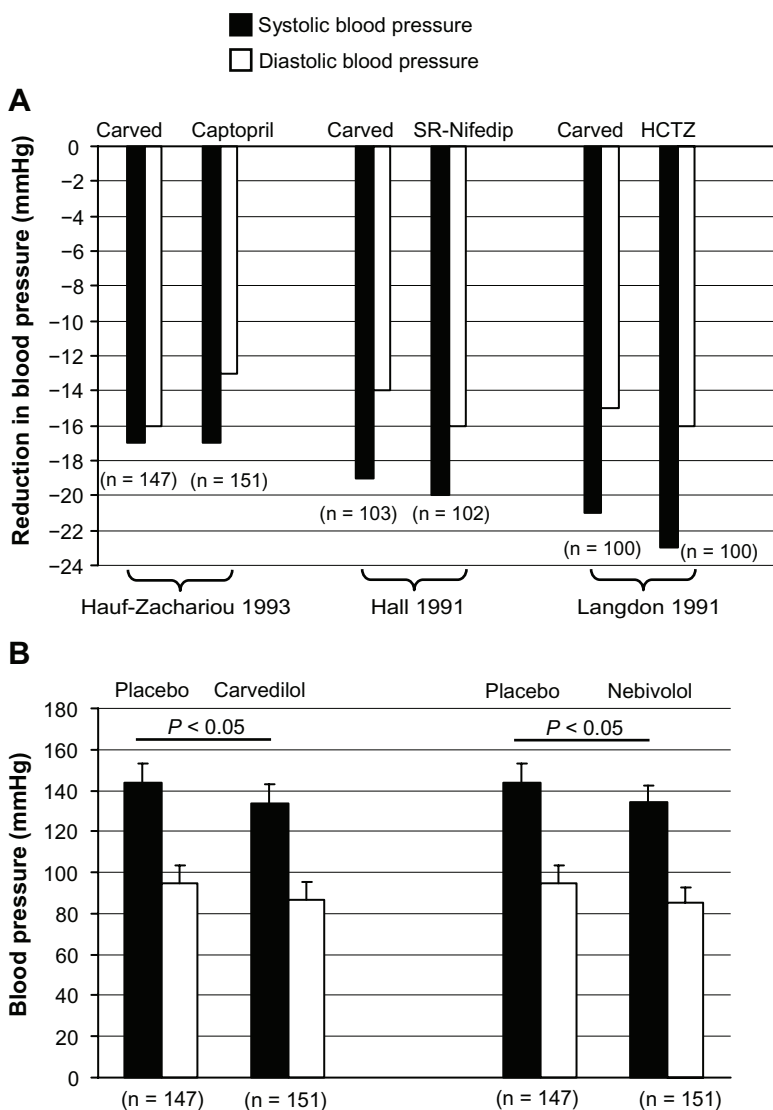 Systolic blood pressure
Diastolic blood pressure
A
Carved Captopril Carved SR-Nifedip Carved HCTZ
Reduction in blood pressure (mmHg)
0
−2
−4
−6
−8
−10
−12
−14
−16
−18
−20
−22
−24
(n = 147) (n = 151) (n = 103) (n = 102) (n = 100) (n = 100)
Hauf-Zachariou 1993 Hall 1991 Langdon 1991
B
Placebo Carvedilol Placebo Nebivolol
P < 0.05 P < 0.05
Blood pressure (mmHg)
180
160
140
120
100
80
60
40
20
0
(n = 147) (n = 151) (n = 147) (n = 151)